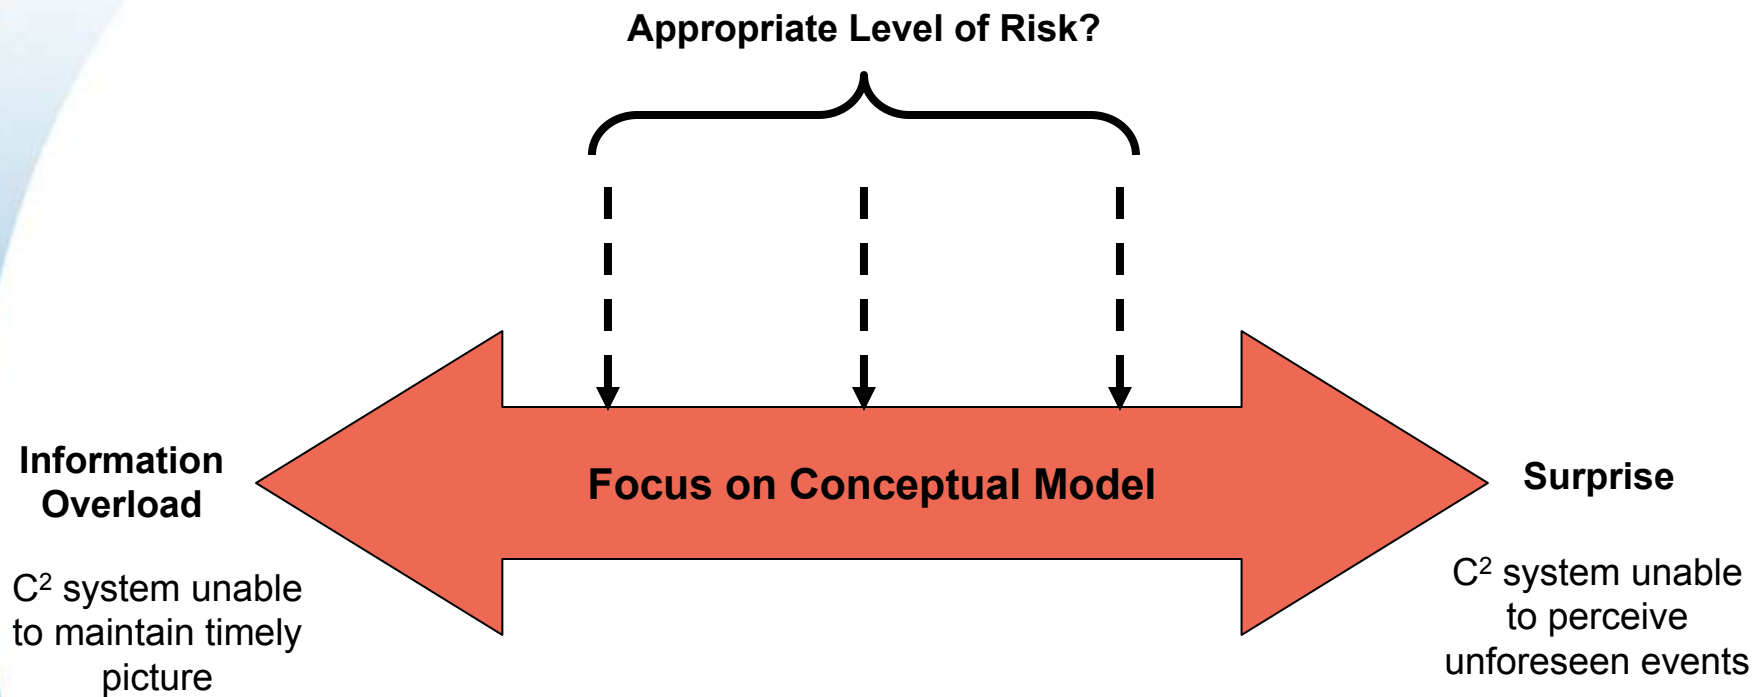 Appropriate Level of Risk?
Focus on Conceptual Model
Information
Overload
C² system unable
to maintain timely
picture
Surprise
C² system unable
to perceive
unforeseen events